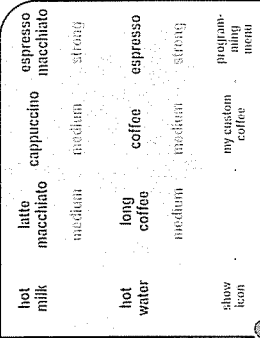 espresso
macchiato
strong
cappuccino
medium
latte
macchiato
medium
hot
milk
espresso
strong
coffee
medium
long
coffee
medium
hot
water
program-
ming
menu
my custom
coffee
show
icon